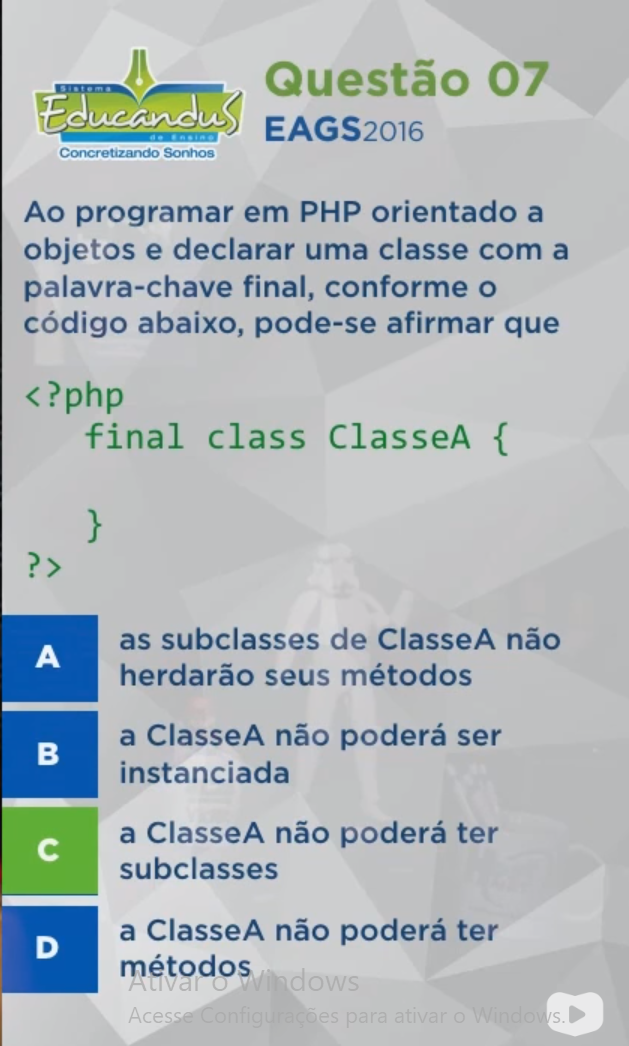 Sistema
Educandus
de Ensino
Concretizando Sonhos
Questão 07
EAGS2016
Ao programar em PHP orientado a
objetos e declarar uma classe com a
palavra-chave final, conforme o
código abaixo, pode-se afirmar que
<?php
final class ClasseA {
}
?>
A as subclasses de ClasseA não
herdarão seus métodos
B a ClasseA não poderá ser
instanciada
C a ClasseA não poderá ter
subclasses
D a ClasseA não poderá ter
métodos
Ativar o Windows
Acesse Configurações para ativar o Windows.